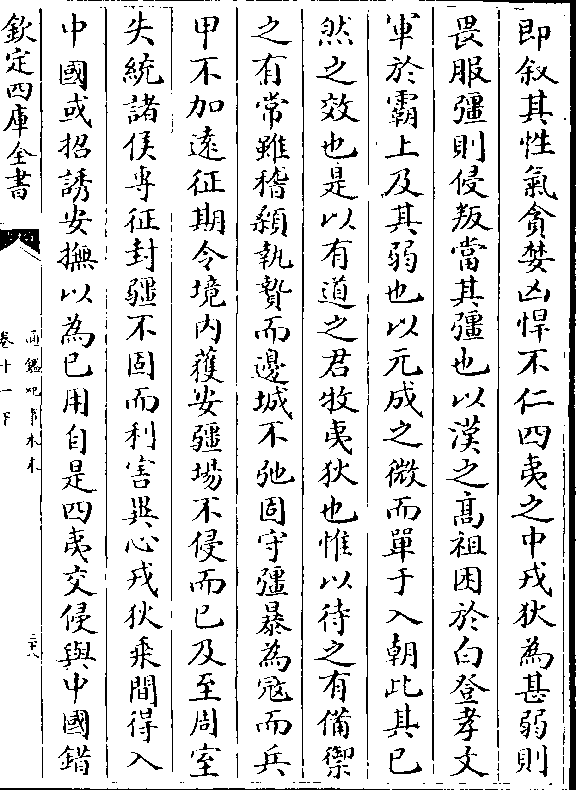 即叙其性氣貪婪凶悍不仁四夷之中戎狄為甚弱則
畏服彊則侵叛當其彊也以漢之髙祖困於白登孝文
軍於霸上及其弱也以元成之微而單于入朝此其已
然之效也是以有道之君牧夷狄也惟以待之有備禦
之有常雖稽顙執贄而邊城不弛固守彊暴為冦而兵
甲不加逺征期令境内獲安疆埸不侵而已及至周室
失統諸侯専征封疆不固而利害異心戎狄乘間得入
中國或招誘安撫以為已用自是四夷交侵與中國錯
欽定四庫全書
通鑑紀事本末
卷十一下
二十八